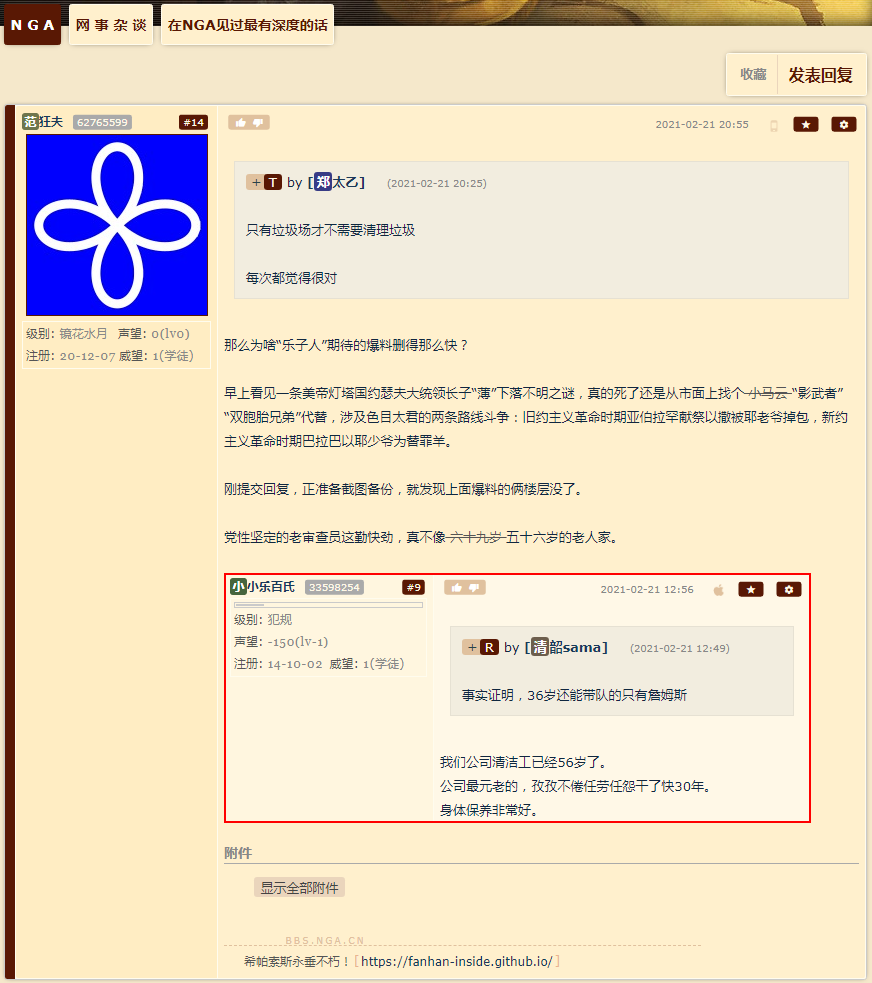 NGA
网事杂谈
在NGA见过最有深度的话
收藏
发表回复
范狂夫 62765599 #14
2021-02-21 20:55
级别: 镜花水月 声望: 0(lv0)
注册: 20-12-07 威望: 1(学徒)
+ T by [郑太乙] (2021-02-21 20:25)
只有垃圾场才不需要清理垃圾
每次都觉得很对
那么为啥“乐子人”期待的爆料删得那么快？
早上看见一条美帝灯塔国约瑟夫大统领长子“薄”下落不明之谜，真的死了还是从市面上找个 小马云 “影武者”
“双胞胎兄弟”代替，涉及色目太君的两条路线斗争：旧约主义革命时期亚伯拉罕献祭以撒被耶老爷掉包，新约
主义革命时期巴拉巴以耶少爷为替罪羊。
刚提交回复，正准备截图备份，就发现上面爆料的俩楼层没了。
党性坚定的老审查员这勤快劲，真不像 六十九岁 五十六岁的老人家。
小小乐百氏 33598254 #9
2021-02-21 12:56
级别: 犯规
声望: -150(lv-1)
注册: 14-10-02 威望: 1(学徒)
+ R by [清韶sama] (2021-02-21 12:49)
事实证明，36岁还能带队的只有詹姆斯
我们公司清洁工已经56岁了。
公司最元老的，孜孜不倦任劳任怨干了快30年。
身体保养非常好。
附件
显示全部附件
BBS.NGA.CN
希帕索斯永垂不朽！[ https://fanhan-inside.github.io/ ]